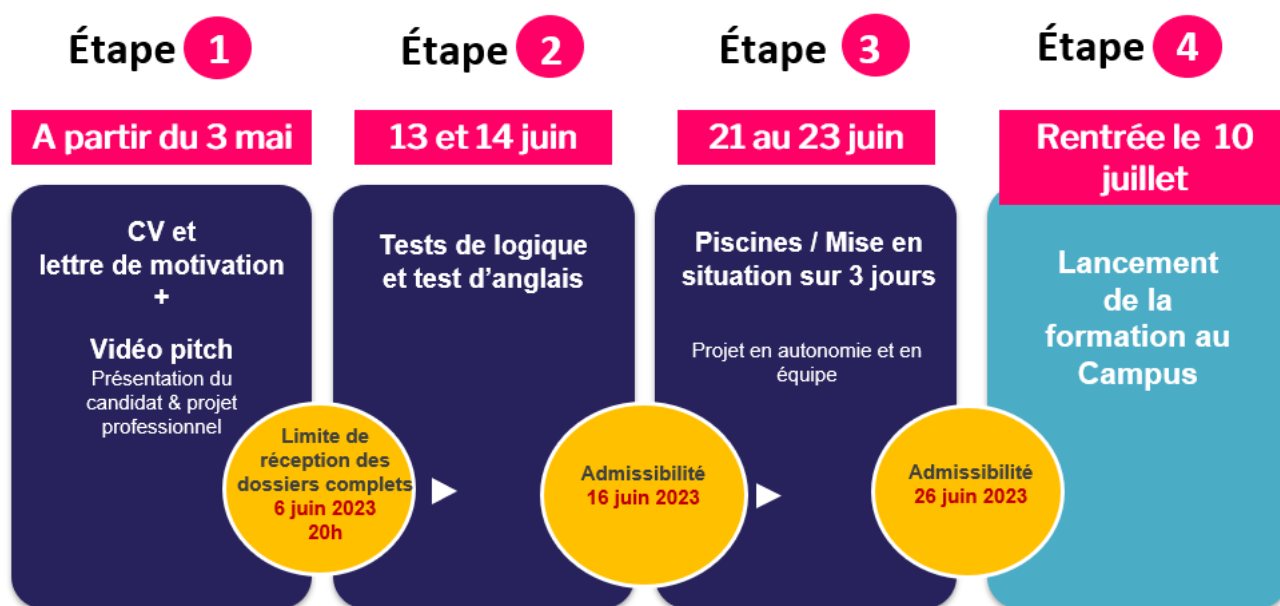 Étape 1
A partir du 3 mai
CV et
lettre de motivation
+
Vidéo pitch
Présentation du
candidat & projet
professionnel
Limite de
réception des
dossiers complets
6 juin 2023
20h
Étape 2
13 et 14 juin
Tests de logique
et test d'anglais
Admissibilité
16 juin 2023
Étape 3
21 au 23 juin
Piscines / Mise en
situation sur 3 jours
Projet en autonomie et en
équipe
Admissibilité
26 juin 2023
Étape 4
Rentrée le 10
juillet
Lancement
de la
formation au
Campus